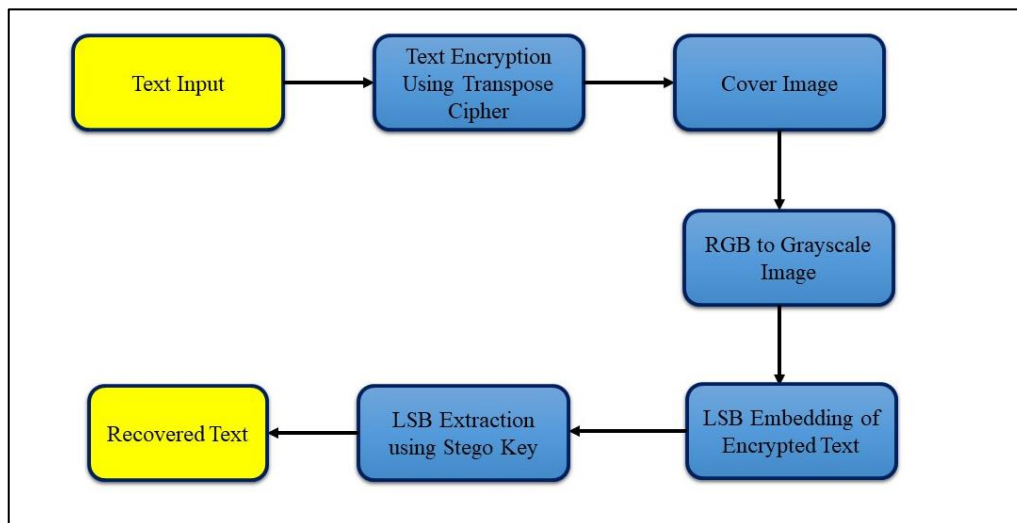 Text Input
Text Encryption
Using Transpose
Cipher
Cover Image
RGB to Grayscale
Image
LSB Embedding of
Encrypted Text
LSB Extraction
using Stego Key
Recovered Text